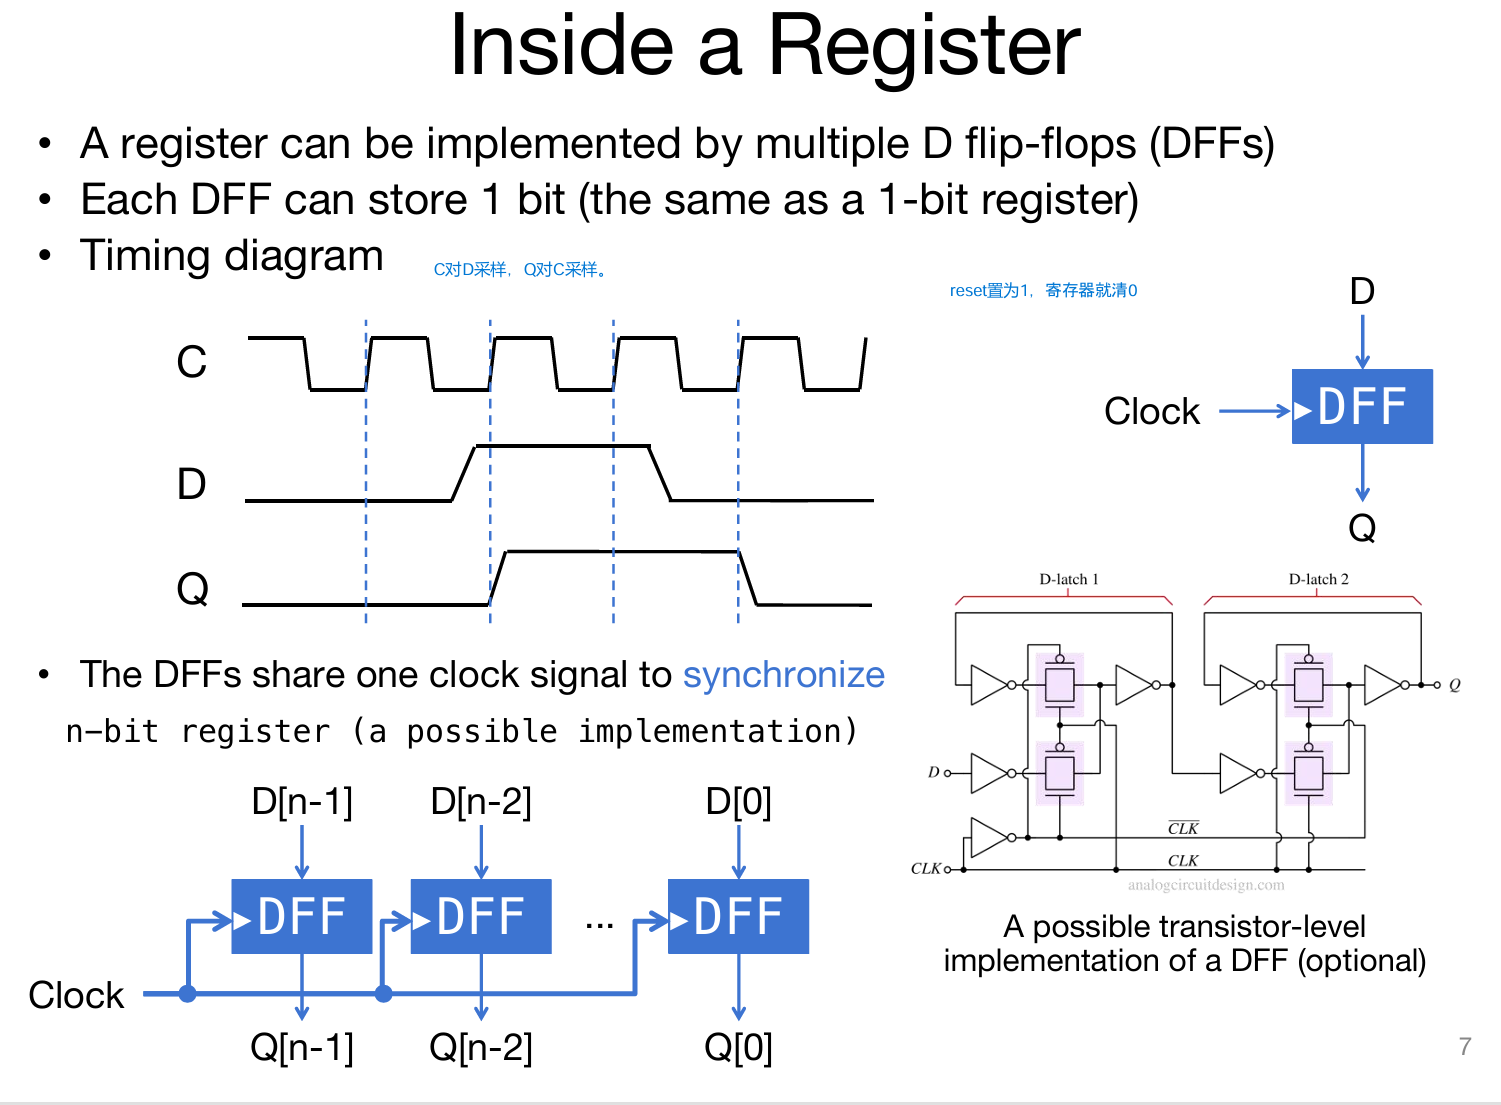 Inside a Register
• A register can be implemented by multiple D flip-flops (DFFs)
• Each DFF can store 1 bit (the same as a 1-bit register)
• Timing diagram
C对D采样，Q对C采样。
reset置为1，寄存器就清0
C
D
Q
D
Clock
DFF
Q
D-latch 1
D-latch 2
Q
D
CLK
CLK
CLK
analogcircuitdesign.com
A possible transistor-level
implementation of a DFF (optional)
• The DFFs share one clock signal to synchronize
n-bit register (a possible implementation)
D[n-1] D[n-2] D[0]
DFF DFF ... DFF
Clock
Q[n-1] Q[n-2] Q[0]
7